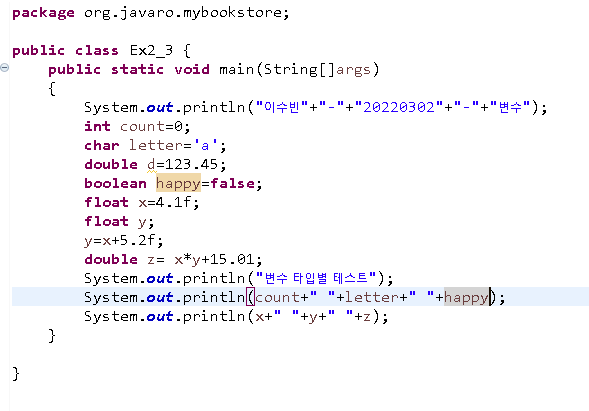 package org.javaro.mybookstore;
public class Ex2_3 {
public static void main(String[]args)
{
System.out.println("이수빈"+"-"+"20220302"+"-"+"변수");
int count=0;
char letter='a';
double d=123.45;
boolean happy=false;
float x=4.1f;
float y;
y=x+5.2f;
double z= x*y+15.01;
System.out.println("변수 타입별 테스트");
System.out.println(count+" "+letter+" "+happy);
System.out.println(x+" "+y+" "+z);
}
}